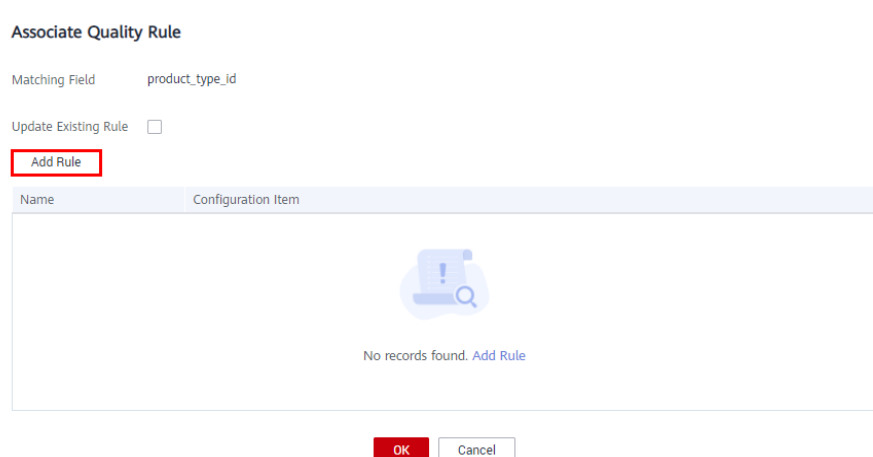 Associate Quality Rule
Matching Field product_type_id
Update Existing Rule
Add Rule
Name Configuration Item
No records found. Add Rule
OK Cancel